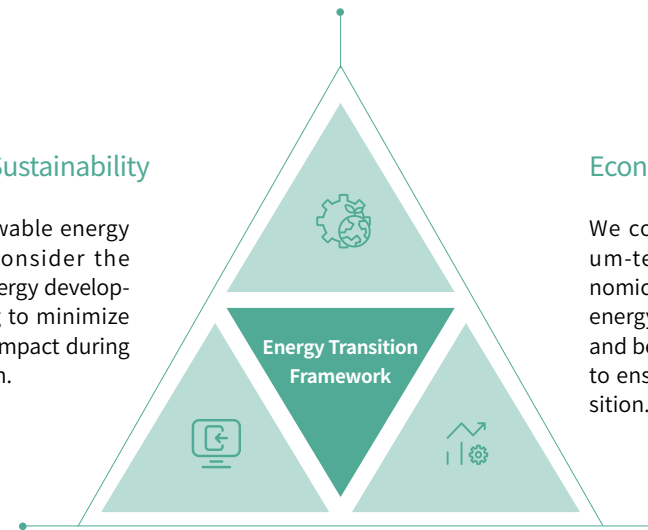 Sustainability
wable energy
onsider the
ergy develop-
g to minimize
mpact during
n.
Energy Transition
Framework
Econ
We co
um-te
nomic
energy
and be
to ens
sition.